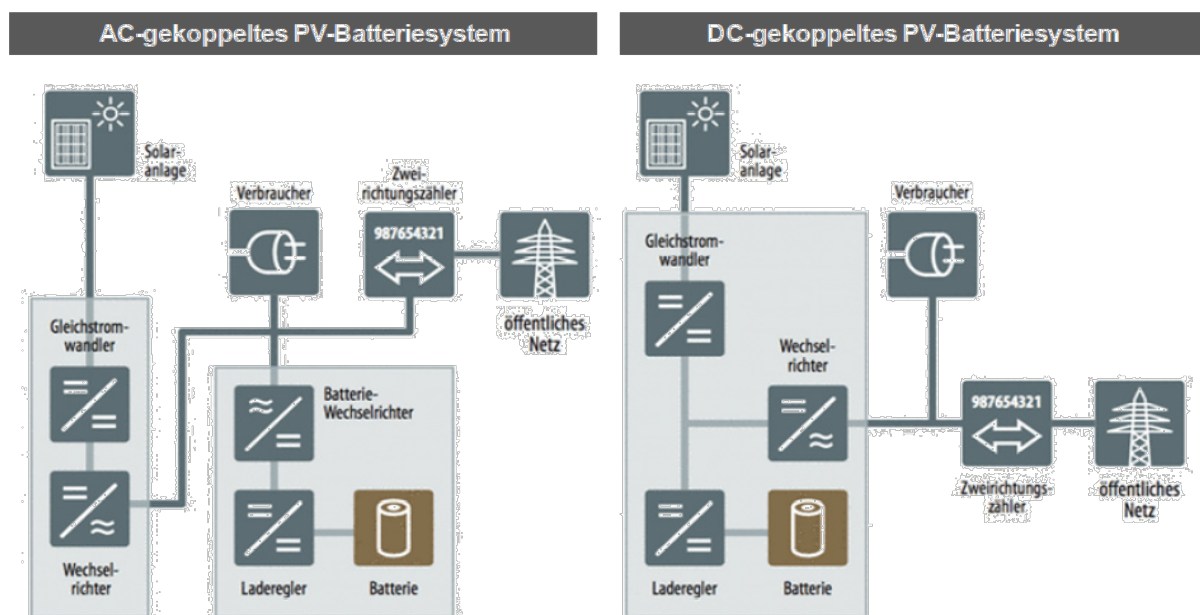 AC-gekoppeltes PV-Batteriesystem
Solar-
anlage
Verbraucher
Zwei-
richtungszähler
987654321
öffentliches
Netz
Gleichstrom-
wandler
Batterie-
Wechselrichter
Wechsel-
richter
Laderegler
Batterie
DC-gekoppeltes PV-Batteriesystem
Solar-
anlage
Verbraucher
Gleichstrom-
wandler
Wechsel-
richter
987654321
Zweirichtungs-
zähler
öffentliches
Netz
Laderegler
Batterie